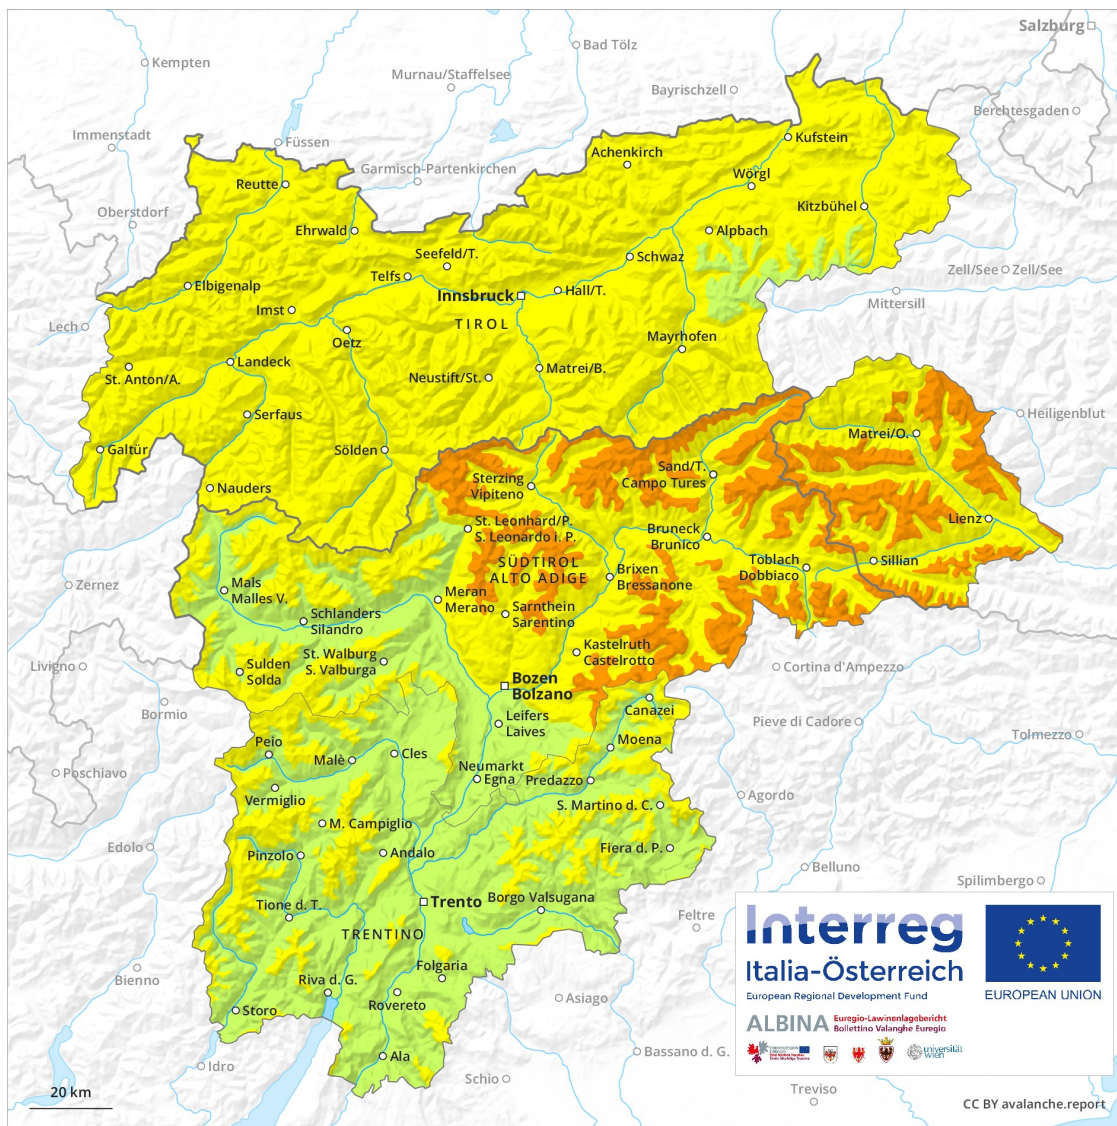 Salzburg
Bad Tölz
Kempten
Murnau/Staffelsee
Bayrischzell
Berchtesgaden
Immenstadt
Füssen
Kufstein
Achenkirch
Garmisch-Partenkirchen
Wörgl
Reutte
Kitzbühel
Oberstdorf
Ehrwald
Alpbach
Seefeld/T.
Schwaz
Telfs
Zell/See
Zell/See
Elbigenalp
Innsbruck
Hall/T.
Mittersill
Imst
TIROL
Lech
Oetz
Mayrhofen
Landeck
Matrei/B.
St. Anton/A.
Neustift/St.
Serfaus
Heiligenblut
Matrei/O.
Galtür
Sölden
Sterzing
Vipiteno
Sand/T.
Campo Tures
Nauders
Lienz
St. Leonhard/P.
S. Leonardo i. P.
Bruneck
Brunico
SÜDTIROL
ALTO ADIGE
Toblach
Dobbiaco
Sillian
Brixen
Bressanone
Zernez
Mals
Malles V.
Meran
Merano
Schlanders
Silandro
Sarnthein
Sarentino
Kastelruth
Castelrotto
St. Walburg
S. Valburga
Livigno
Sulden
Solda
Cortina d'Ampezzo
Bozen
Bolzano
Canazei
Bormio
Leifers
Laives
Pieve di Cadore
Tolmezzo
Peio
Moena
Malè
Cles
Poschiavo
Neumarkt
Egna
Predazzo
Vermiglio
S. Martino d. C.
Agordo
M. Campiglio
Edolo
Pinzolo
Andalo
Fiera d. P.
Belluno
Spilimbergo
Trento
Borgo Valsugana
Tione d. T.
Feltre
TRENTINO
Folgaria
Bienno
Riva d. G.
Rovereto
Asiago
Storo
Ala
Bassano d. G.
Idro
Schio
Treviso
20 km
Interreg
Italia-Österreich
European Regional Development Fund
EUROPEAN UNION
ALBINA
Euregio-Lawinenlagebericht
Bollettino Valanghe Euregio
universität
wien
CC BY avalanche.report